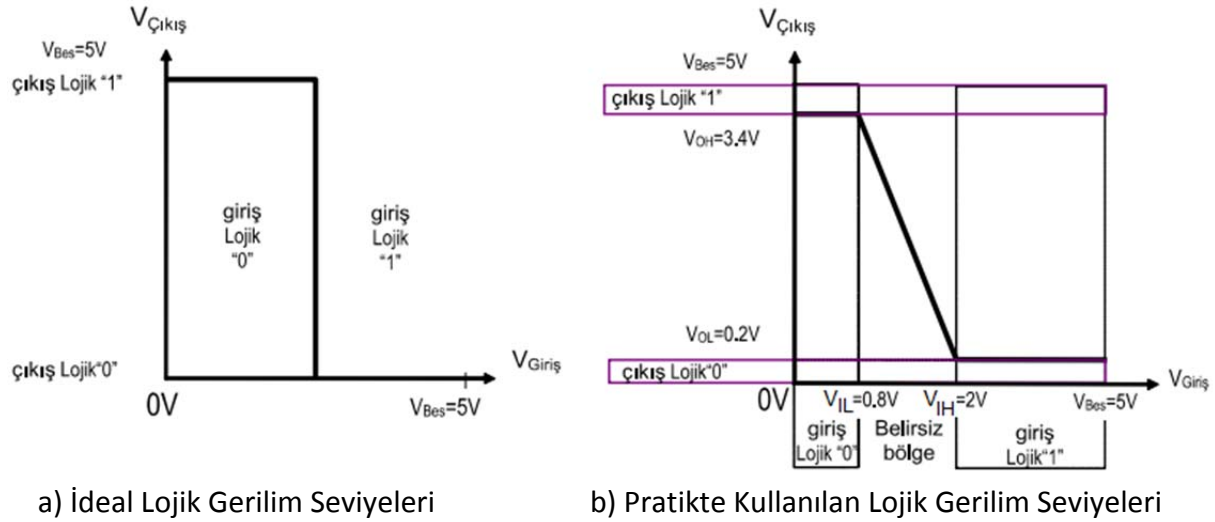 VÇıkış
VBes=5V
çıkış Lojik "1"
giriş
Lojik
"0"
giriş
Lojik
"1"
çıkış Lojik"0"
VGiriş
0V
VBes=5V
a) İdeal Lojik Gerilim Seviyeleri
VÇıkış
VBes=5V
çıkış Lojik "1"
VOH=3.4V
VOL=0.2V
çıkış Lojik"0"
VGiriş
0V
VIL=0.8V
VIH=2V
VBes=5V
giriş
Lojik "0"
Belirsiz
bölge
giriş
Lojik"1"
b) Pratikte Kullanılan Lojik Gerilim Seviyeleri